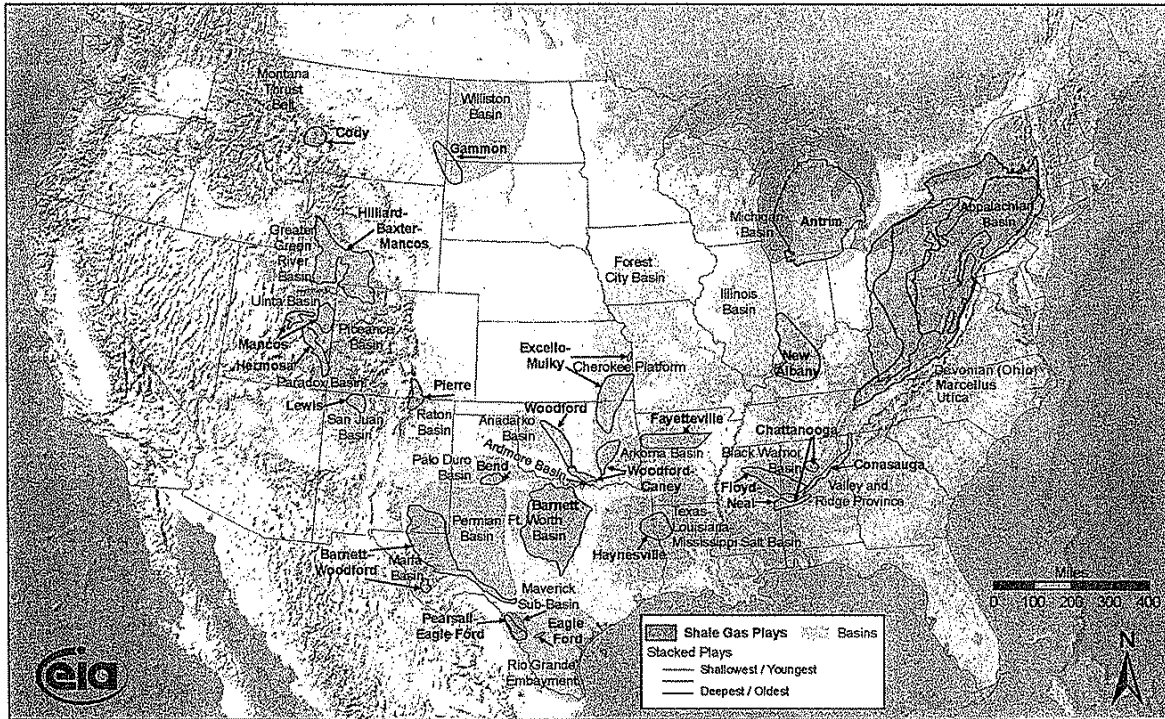 Montana
Thrust
Belt
Cody
Williston
Basin
Gammon
Hilliard-
Baxter-
Mancos
Greater
Green
River
Basin
Uinta Basin
Piceance
Basin
Mancos
Hermosa
Paradox Basin
Lewis
San Juan
Basin
Pierre
Raton
Basin
Forest
City Basin
Michigan
Basin
Antrim
Illinois
Basin
New
Albany
Appalachian
Basin
Devonian (Ohio)
Marcellus
Utica
Excello-
Mulky
Cherokee Platform
Woodford
Anadarko
Basin
Ardmore Basin
Fayetteville
Arkoma Basin
Woodford-
Caney
Palo Duro
Basin
Bend
Chattanooga
Black Warrior
Basin
Conasauga
Valley and
Ridge Province
Floyd-
Neal
Permian
Basin
Barnett
Ft. Worth
Basin
Texas-
Louisiana
Mississippi Salt Basin
Haynesville
Barnett-
Woodford
Marfa
Basin
Maverick
Sub-Basin
Pearsall
Eagle Ford
Eagle
Ford
Rio Grande
Embayment
Miles
0 100 200 300 400
N
Shale Gas Plays
Basins
Stacked Plays
Shallowest / Youngest
Deepest / Oldest
eia